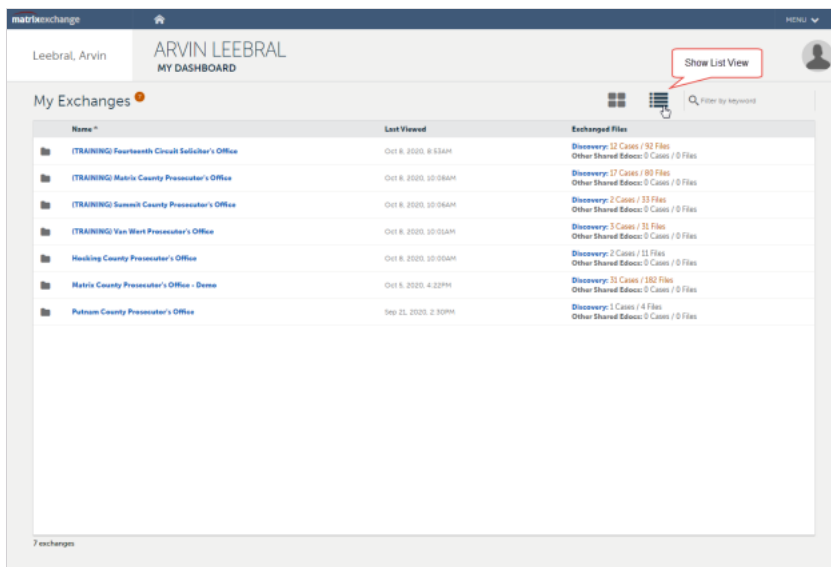 matrixexchange MENU
Leebral, Arvin
ARVIN LEEBRAL
MY DASHBOARD
Show List View
My Exchanges
Filter by keyword
Name Last Viewed Exchanged Files
(TRAINING) Fourteenth Circuit Solicitor's Office Oct 8, 2020, 8:53AM Discovery: 12 Cases / 92 Files
Other Shared Edocs: 0 Cases / 0 Files
(TRAINING) Matrix County Prosecutor's Office Oct 8, 2020, 10:08AM Discovery: 17 Cases / 80 Files
Other Shared Edocs: 0 Cases / 0 Files
(TRAINING) Summit County Prosecutor's Office Oct 8, 2020, 10:06AM Discovery: 2 Cases / 33 Files
Other Shared Edocs: 0 Cases / 0 Files
(TRAINING) Van Wert Prosecutor's Office Oct 8, 2020, 10:01AM Discovery: 3 Cases / 31 Files
Other Shared Edocs: 0 Cases / 0 Files
Hocking County Prosecutor's Office Oct 8, 2020, 10:00AM Discovery: 2 Cases / 11 Files
Other Shared Edocs: 0 Cases / 0 Files
Matrix County Prosecutor's Office - Demo Oct 5, 2020, 4:22PM Discovery: 31 Cases / 182 Files
Other Shared Edocs: 0 Cases / 0 Files
Putnam County Prosecutor's Office Sep 21, 2020, 2:30PM Discovery: 1 Cases / 4 Files
Other Shared Edocs: 0 Cases / 0 Files
7 exchanges